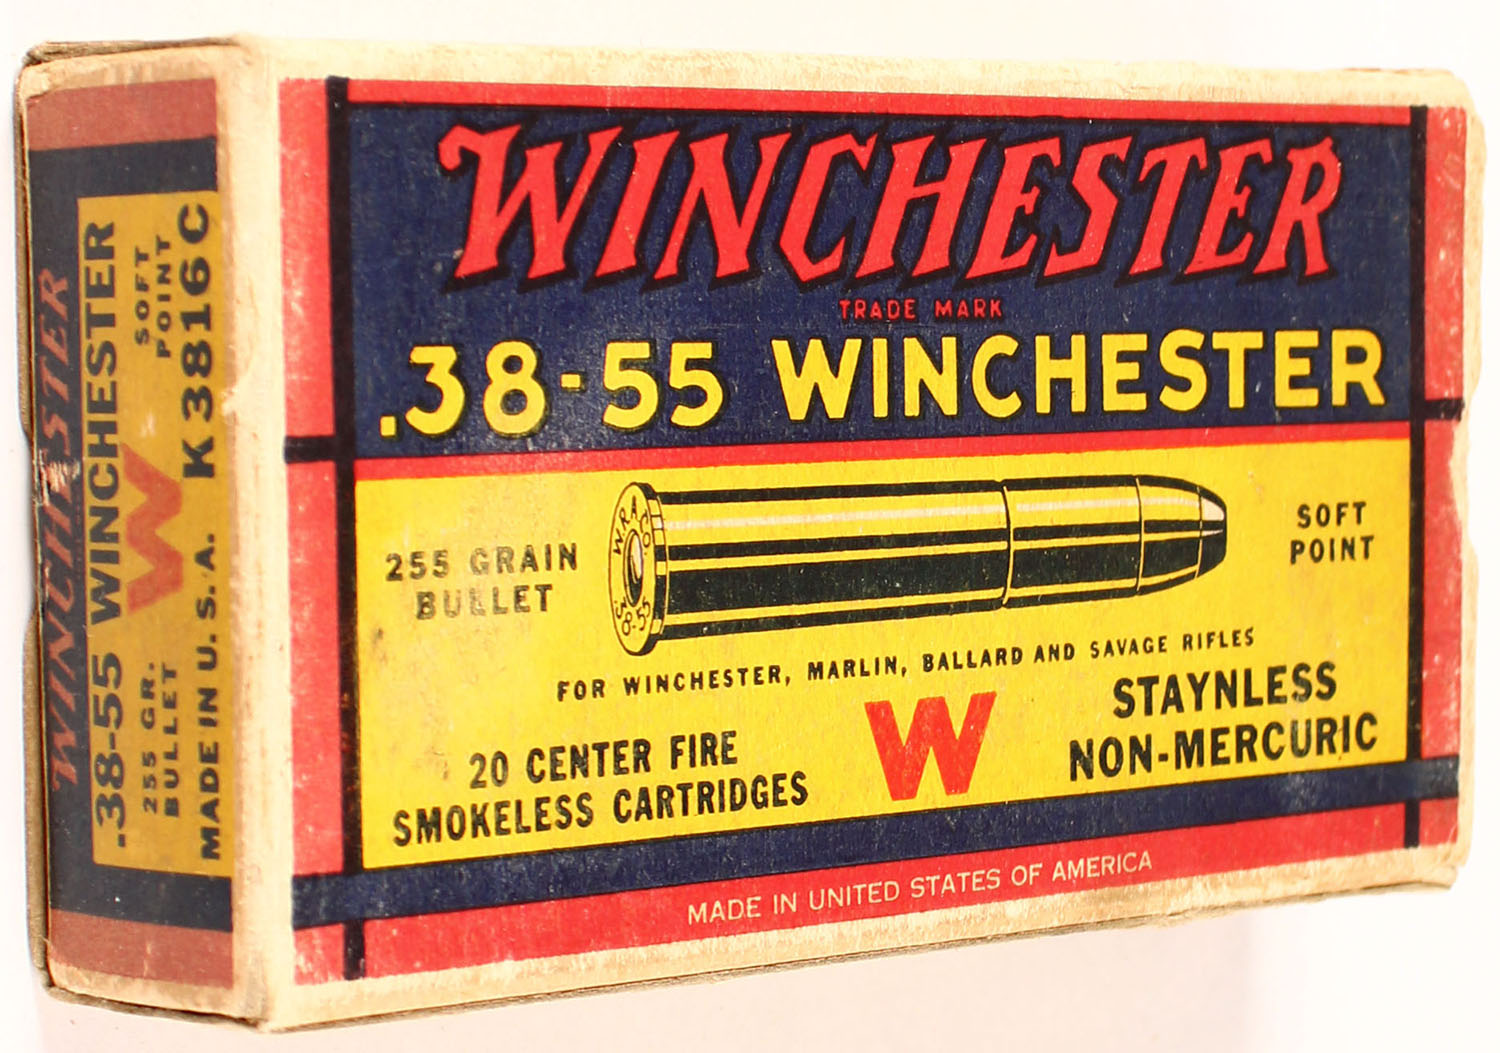 WINCHESTER
TRADE MARK
.38-55 WINCHESTER
255 GRAIN
BULLET
W.R.A.Co.
38-55
SOFT
POINT
FOR WINCHESTER, MARLIN, BALLARD AND SAVAGE RIFLES
20 CENTER FIRE
SMOKELESS CARTRIDGES
W
STAYNLESS
NON-MERCURIC
MADE IN UNITED STATES OF AMERICA
WINCHESTER
.38-55 WINCHESTER
255 GR.
BULLET
W
SOFT
POINT
MADE IN U.S.A.
K3816C